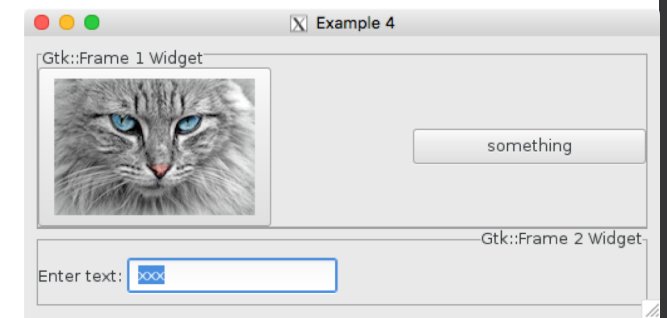 Example 4
Gtk::Frame 1 Widget
something
Gtk::Frame 2 Widget
Enter text: xxx